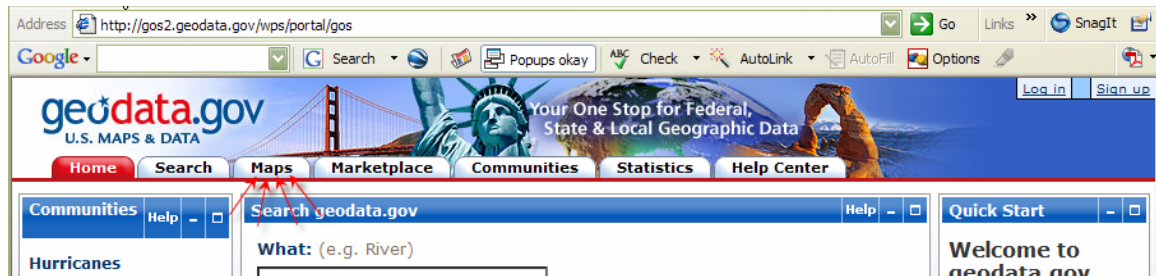 Address http://gos2.geodata.gov/wps/portal/gos Go Links » SnagIt
Google Search Popups okay ABC Check AutoLink AutoFill Options
geodata.gov
U.S. MAPS & DATA
Your One Stop for Federal,
State & Local Geographic Data
Log in Sign up
Home Search Maps Marketplace Communities Statistics Help Center
Communities Help
Hurricanes
Search geodata.gov Help
What: (e.g. River)
Quick Start
Welcome to
geodata.gov